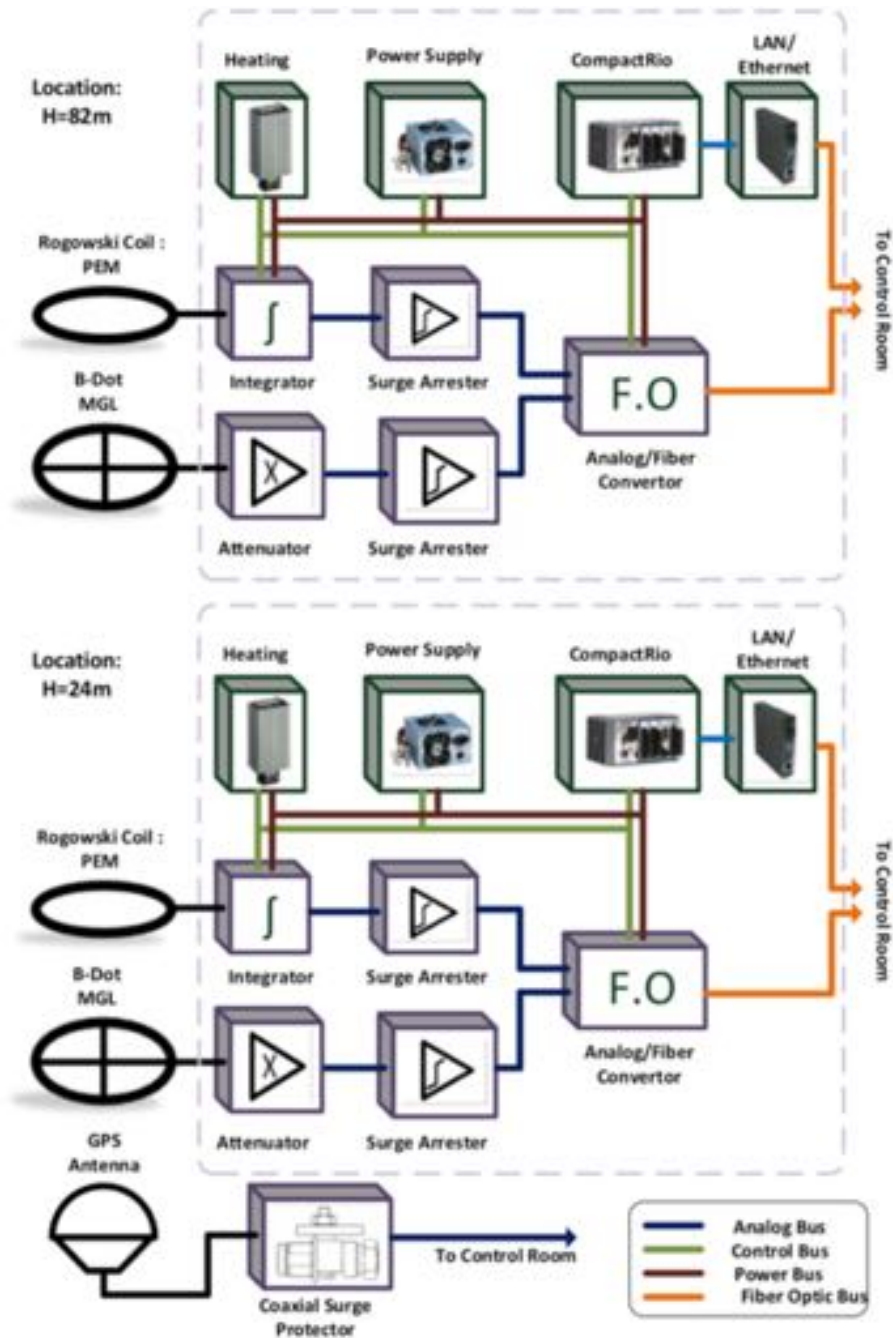 Heating
Power Supply
CompactRio
LAN/
Ethernet
Location:
H=82m
Rogowski Coil :
PEM
∫
Integrator
Surge Arrester
To Control Room
B-Dot
MGL
X
Attenuator
Surge Arrester
F.O
Analog/Fiber
Convertor
Heating
Power Supply
CompactRio
LAN/
Ethernet
Location:
H=24m
Rogowski Coil :
PEM
∫
Integrator
Surge Arrester
To Control Room
B-Dot
MGL
X
Attenuator
Surge Arrester
F.O
Analog/Fiber
Convertor
GPS
Antenna
Coaxial Surge
Protector
To Control Room
Analog Bus
Control Bus
Power Bus
Fiber Optic Bus